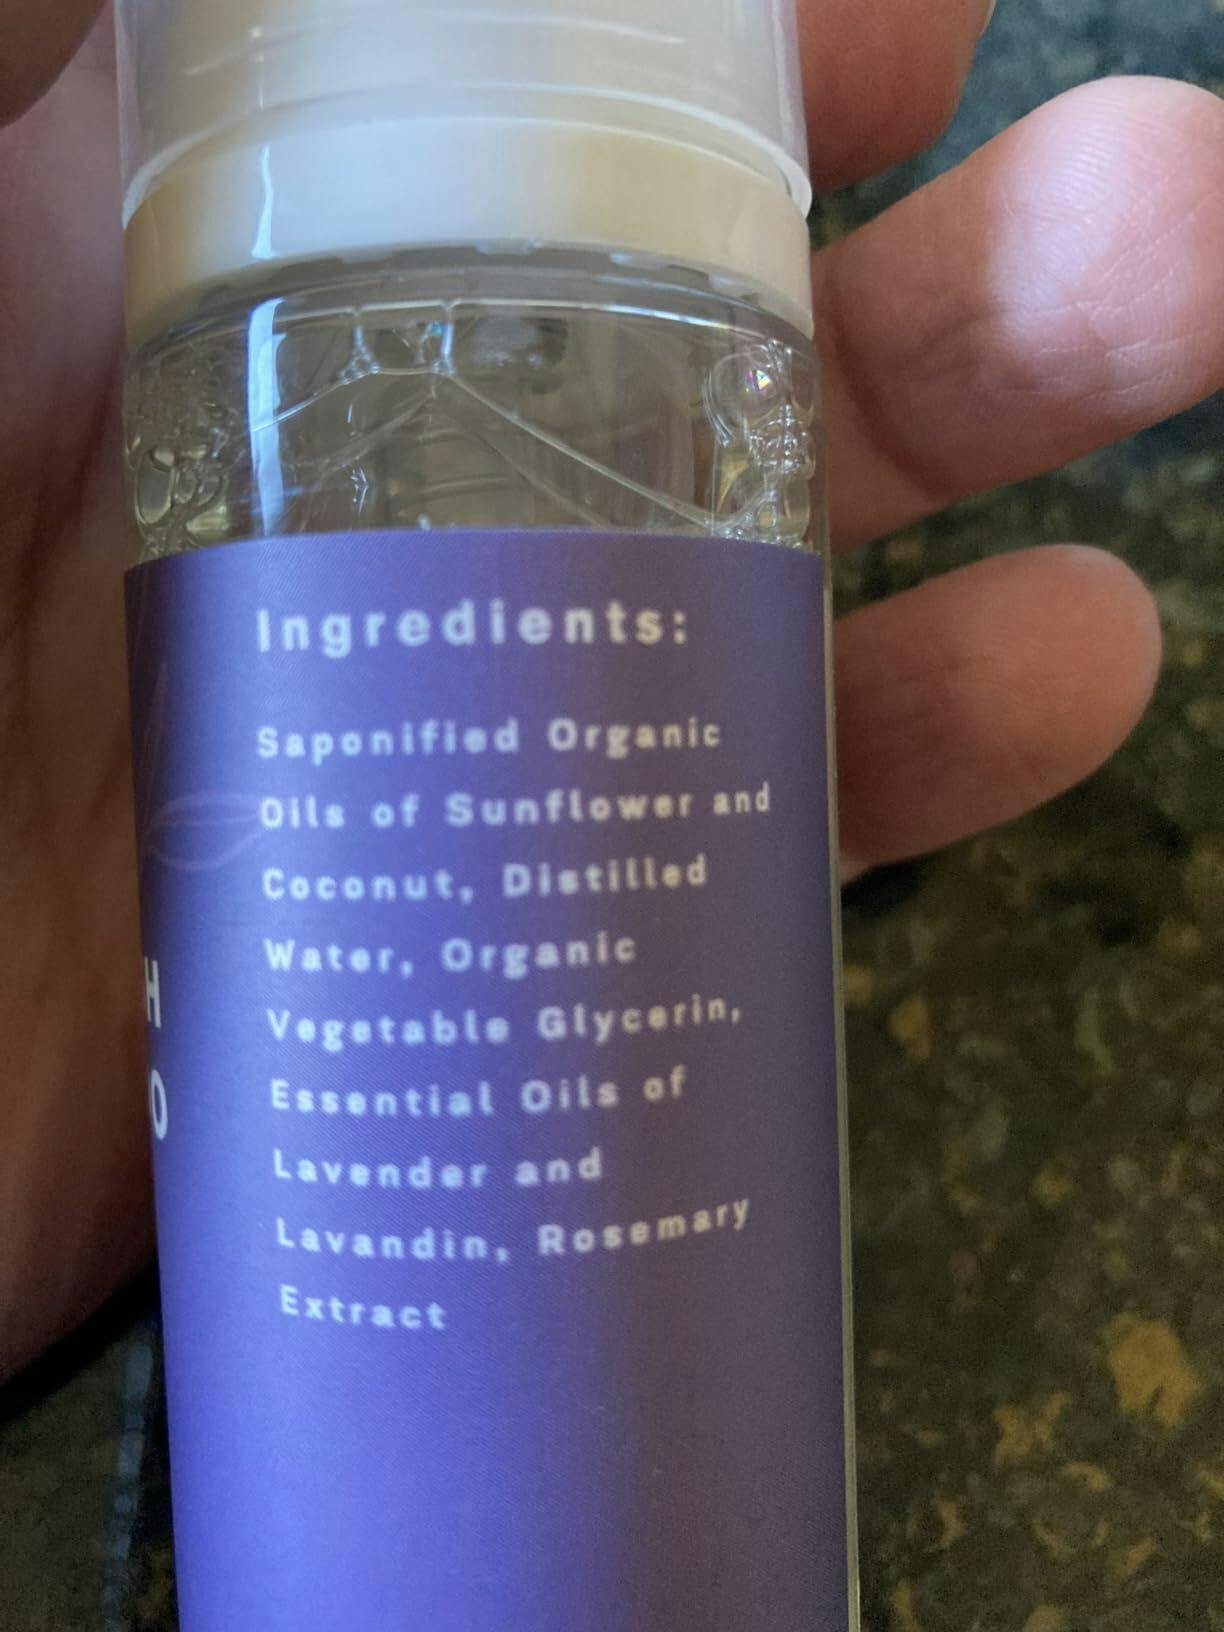 Ingredients:
Saponified Organic
Oils of Sunflower and
Coconut, Distilled
Water, Organic
Vegetable Glycerin,
Essential Oils of
Lavender and
Lavandin, Rosemary
Extract
H
O